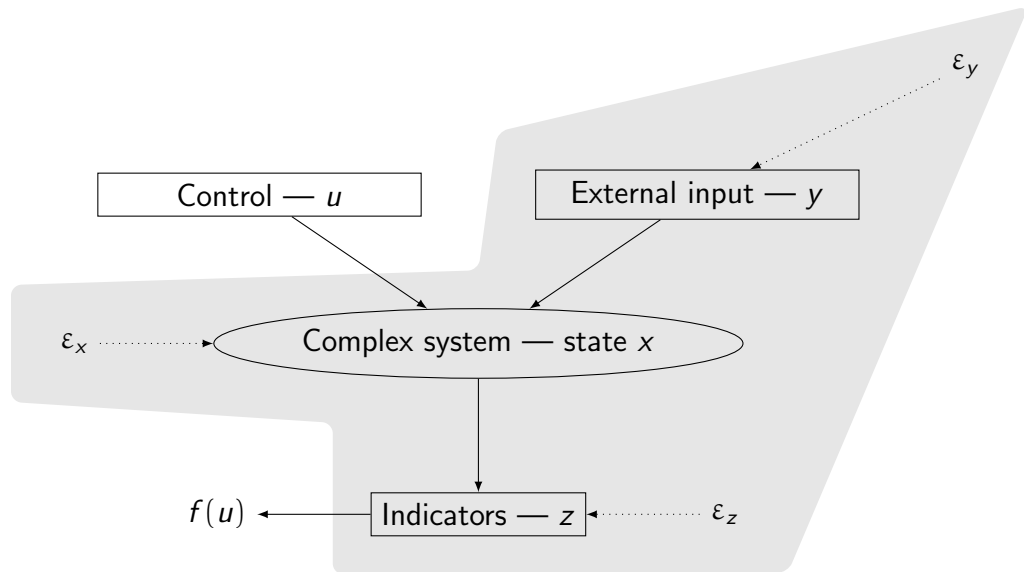 ε_y
Control — u
External input — y
ε_x
Complex system — state x
f(u)
Indicators — z
ε_z